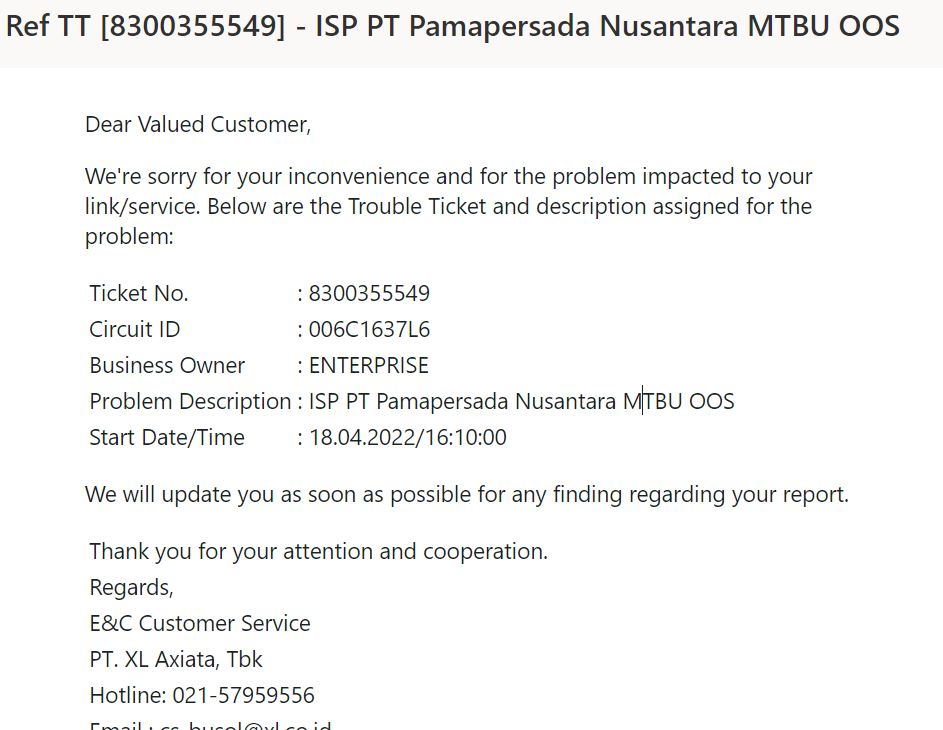 Ref TT [8300355549] - ISP PT Pamapersada Nusantara MTBU OOS
Dear Valued Customer,
We're sorry for your inconvenience and for the problem impacted to your
link/service. Below are the Trouble Ticket and description assigned for the
problem:
Ticket No. : 8300355549
Circuit ID : 006C1637L6
Business Owner : ENTERPRISE
Problem Description : ISP PT Pamapersada Nusantara MTBU OOS
Start Date/Time : 18.04.2022/16:10:00
We will update you as soon as possible for any finding regarding your report.
Thank you for your attention and cooperation.
Regards,
E&C Customer Service
PT. XL Axiata, Tbk
Hotline: 021-57959556
Email : cs_busol@xl.co.id